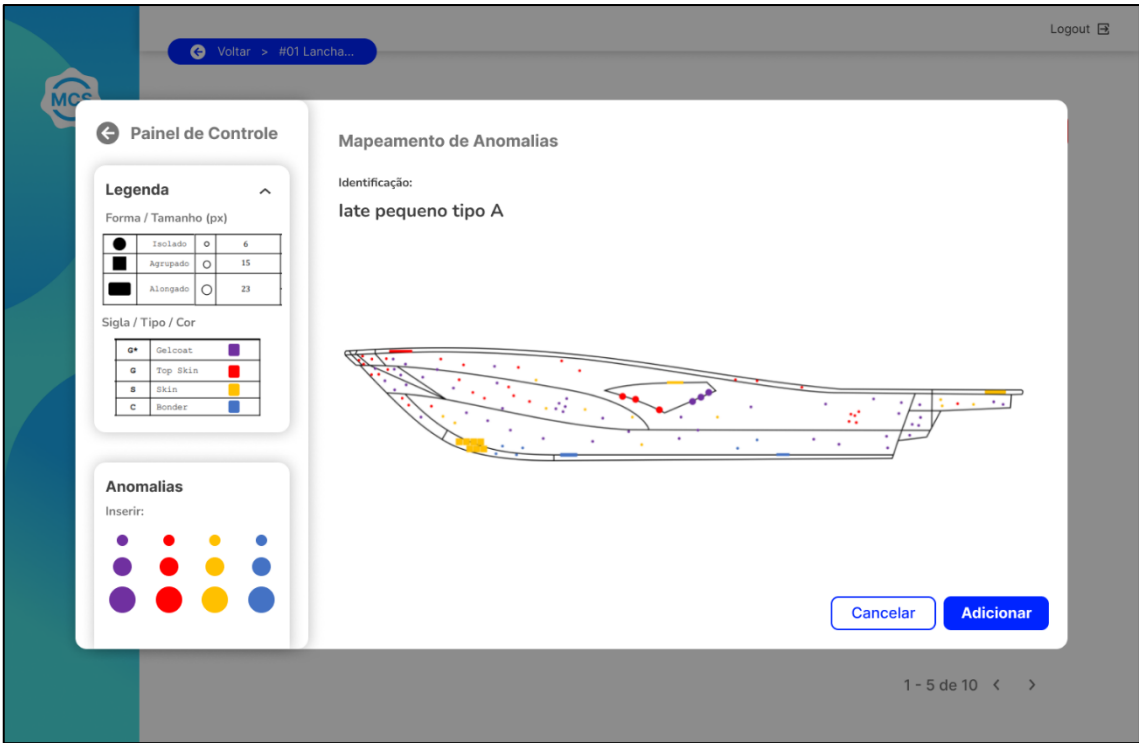 Logout
Voltar > #01 Lancha...
MCS
Painel de Controle
Legenda
Forma / Tamanho (px)
Isolado 6
Agrupado 15
Alongado 23
Sigla / Tipo / Cor
G* Gelcoat
G Top Skin
S Skin
C Bonder
Anomalias
Inserir:
Mapeamento de Anomalias
Identificação:
Iate pequeno tipo A
Cancelar
Adicionar
1 - 5 de 10 < >